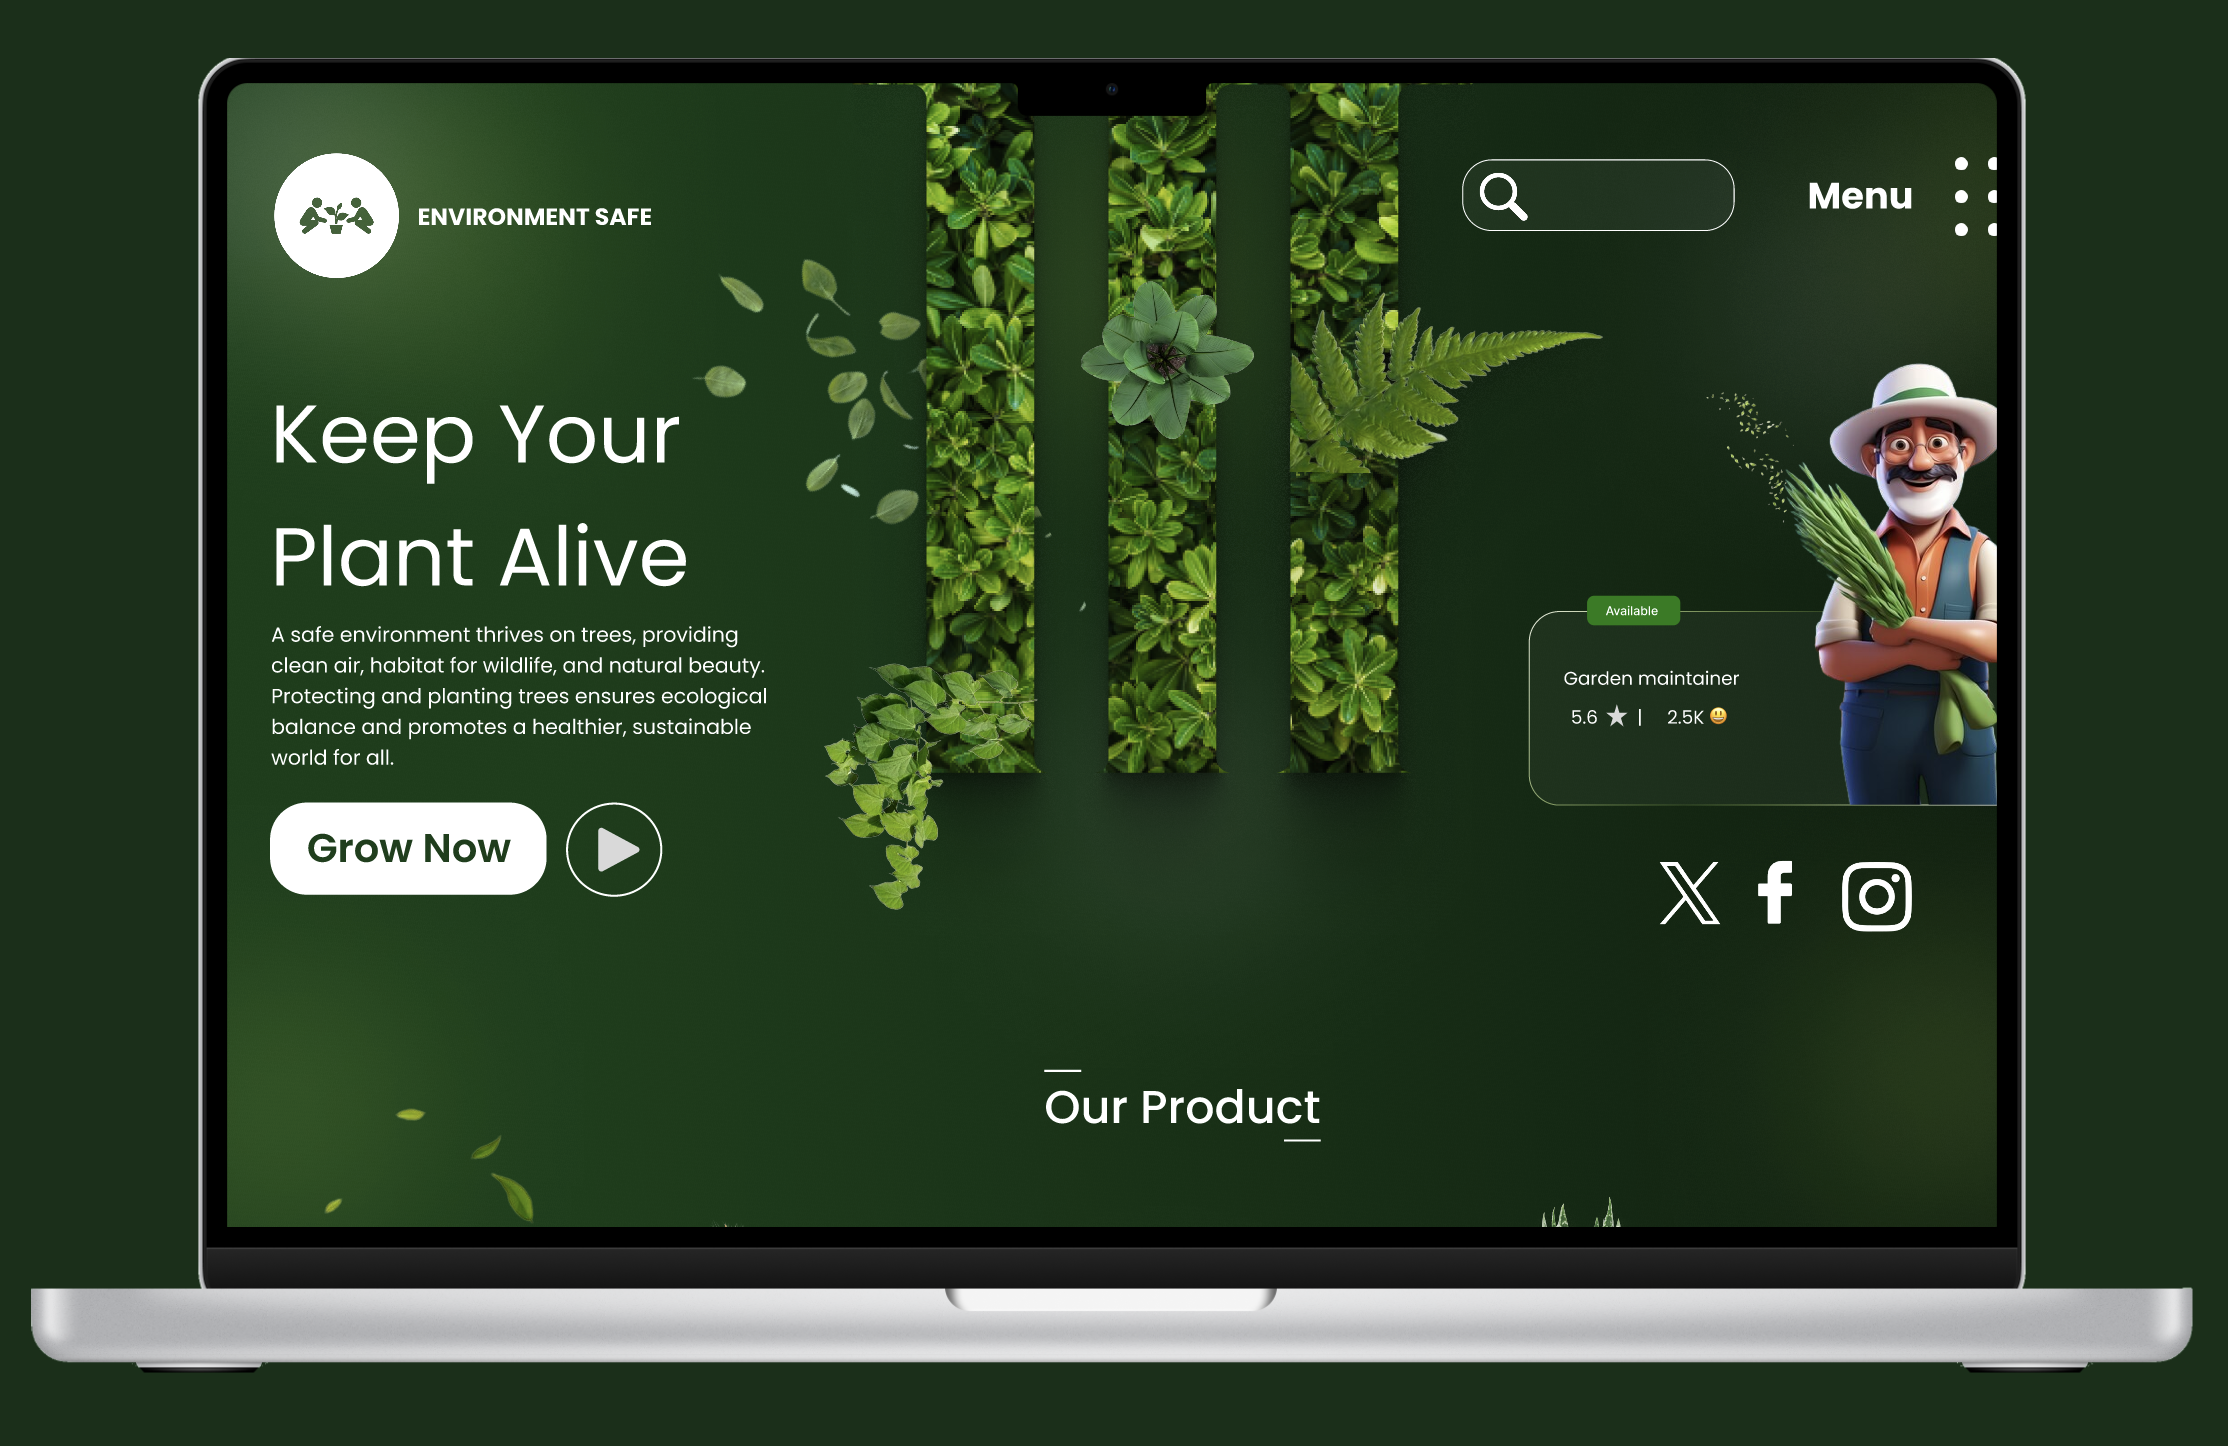 ENVIRONMENT SAFE
Menu
Keep Your
Plant Alive
A safe environment thrives on trees, providing
clean air, habitat for wildlife, and natural beauty.
Protecting and planting trees ensures ecological
balance and promotes a healthier, sustainable
world for all.
Grow Now
Available
Garden maintainer
5.6 ★ | 2.5K 😃
Our Product